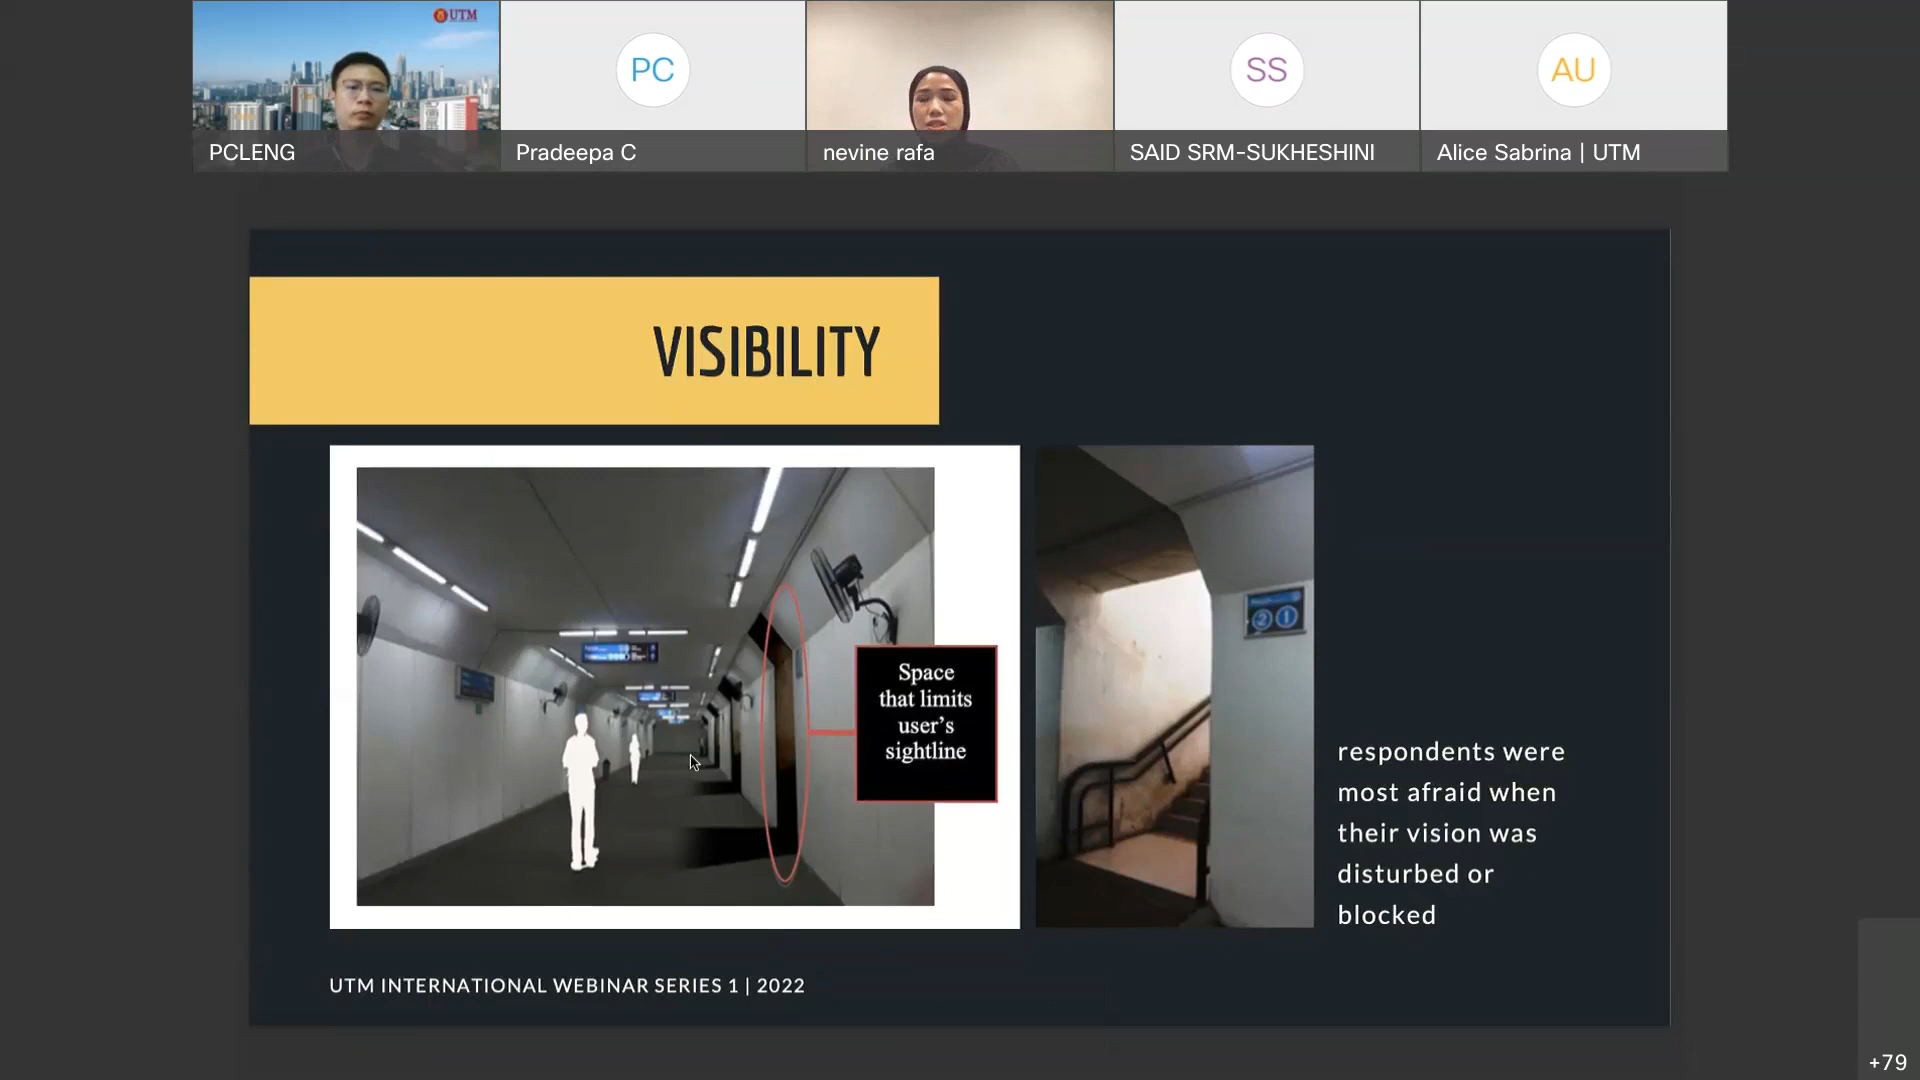 UTM
PC
SS
AU
PCLENG
Pradeepa C
nevine rafa
SAID SRM-SUKHESHINI
Alice Sabrina | UTM
VISIBILITY
Space
that limits
user’s
sightline
2 1
respondents were
most afraid when
their vision was
disturbed or
blocked
UTM INTERNATIONAL WEBINAR SERIES 1 | 2022
+79